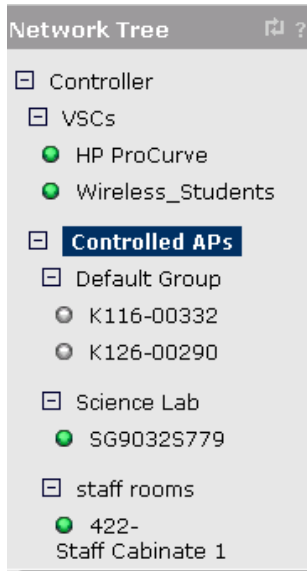 Network Tree ?
Controller
VSCs
HP ProCurve
Wireless_Students
Controlled APs
Default Group
K116-00332
K126-00290
Science Lab
SG9032S779
staff rooms
422-
Staff Cabinate 1